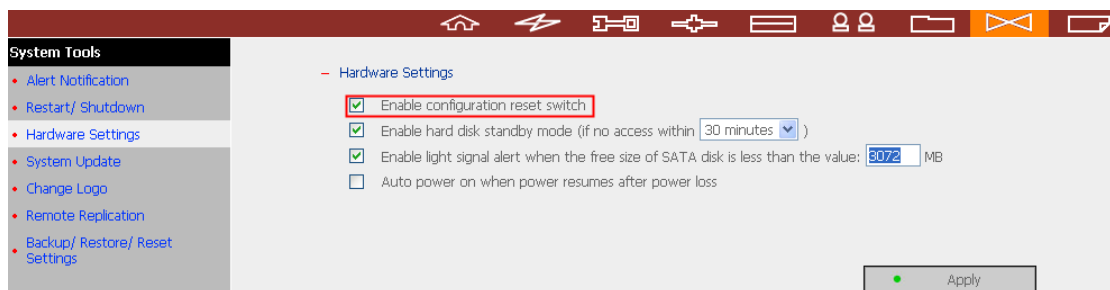 System Tools
Alert Notification
Restart/ Shutdown
Hardware Settings
System Update
Change Logo
Remote Replication
Backup/ Restore/ Reset
Settings
– Hardware Settings
Enable configuration reset switch
Enable hard disk standby mode (if no access within 30 minutes )
Enable light signal alert when the free size of SATA disk is less than the value: 3072 MB
Auto power on when power resumes after power loss
Apply